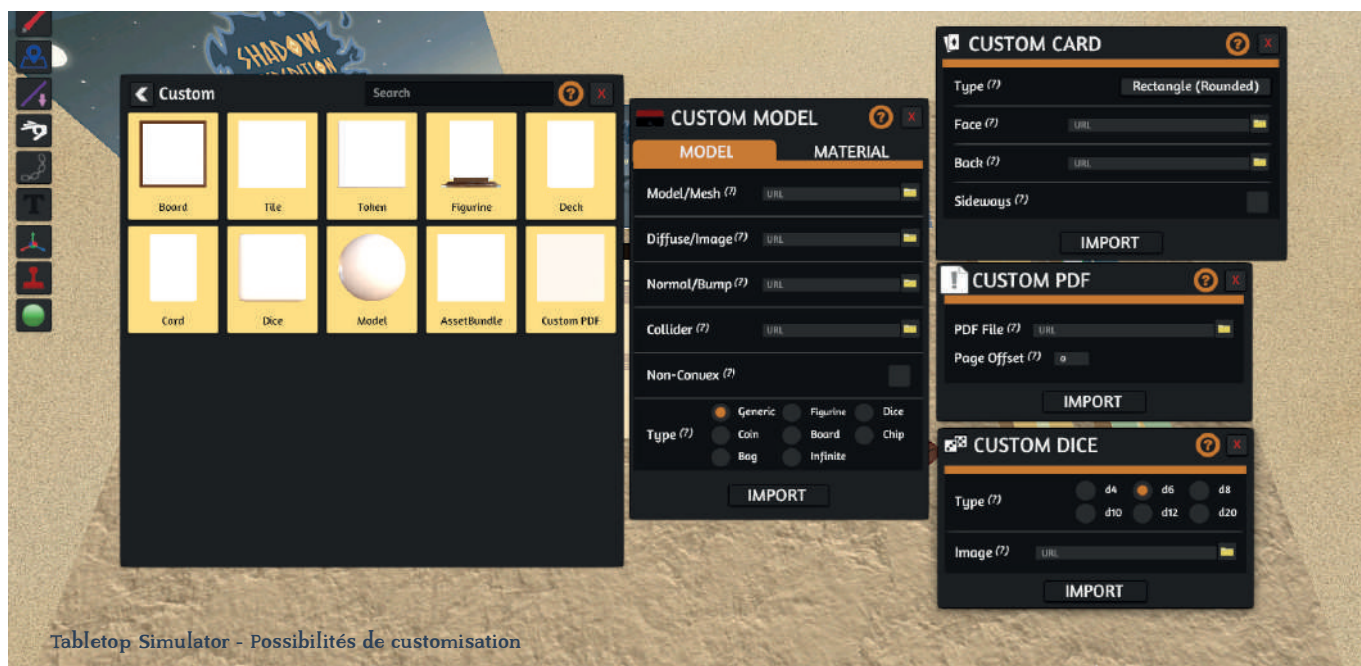 SHADOW
Custom
Search
Board
Tile
Token
Figurine
Deck
Card
Dice
Model
AssetBundle
Custom PDF
CUSTOM MODEL
MODEL
MATERIAL
Model/Mesh (?)
URL
Diffuse/Image (?)
URL
Normal/Bump (?)
URL
Collider (?)
URL
Non-Convex (?)
Type (?)
Generic
Figurine
Dice
Coin
Board
Chip
Bag
Infinite
IMPORT
CUSTOM CARD
Type (?)
Rectangle (Rounded)
Face (?)
URL
Back (?)
URL
Sideways (?)
IMPORT
CUSTOM PDF
PDF File (?)
URL
Page Offset (?)
0
IMPORT
CUSTOM DICE
Type (?)
d4
d6
d8
d10
d12
d20
Image (?)
URL
IMPORT
Tabletop Simulator - Possibilités de customisation